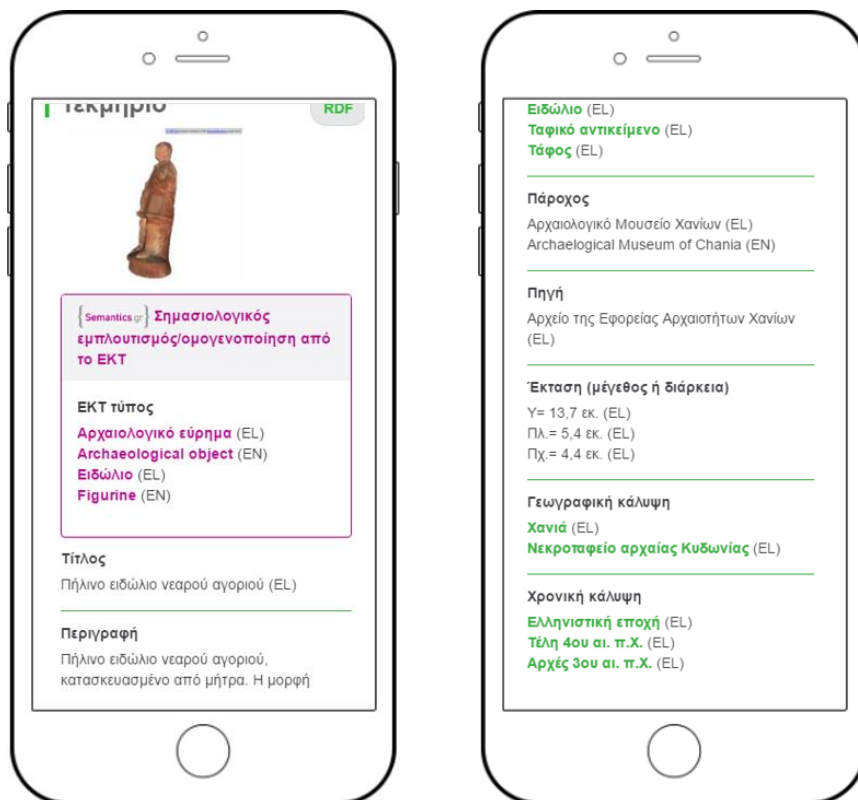 Τεκμήριο
RDF
{Semantics.gr} Σημασιολογικός
εμπλουτισμός/ομογενοποίηση από
το ΕΚΤ
ΕΚΤ τύπος
Αρχαιολογικό εύρημα (EL)
Archaeological object (EN)
Ειδώλιο (EL)
Figurine (EN)
Τίτλος
Πήλινο ειδώλιο νεαρού αγοριού (EL)
Περιγραφή
Πήλινο ειδώλιο νεαρού αγοριού,
κατασκευασμένο από μήτρα. Η μορφή
Ειδώλιο (EL)
Ταφικό αντικείμενο (EL)
Τάφος (EL)
Πάροχος
Αρχαιολογικό Μουσείο Χανίων (EL)
Archaelogical Museum of Chania (EN)
Πηγή
Αρχείο της Εφορείας Αρχαιοτήτων Χανίων
(EL)
Έκταση (μέγεθος ή διάρκεια)
Υ= 13,7 εκ. (EL)
Πλ.= 5,4 εκ. (EL)
Πχ.= 4,4 εκ. (EL)
Γεωγραφική κάλυψη
Χανιά (EL)
Νεκροταφείο αρχαίας Κυδωνίας (EL)
Χρονική κάλυψη
Ελληνιστική εποχή (EL)
Τέλη 4ου αι. π.Χ. (EL)
Αρχές 3ου αι. π.Χ. (EL)